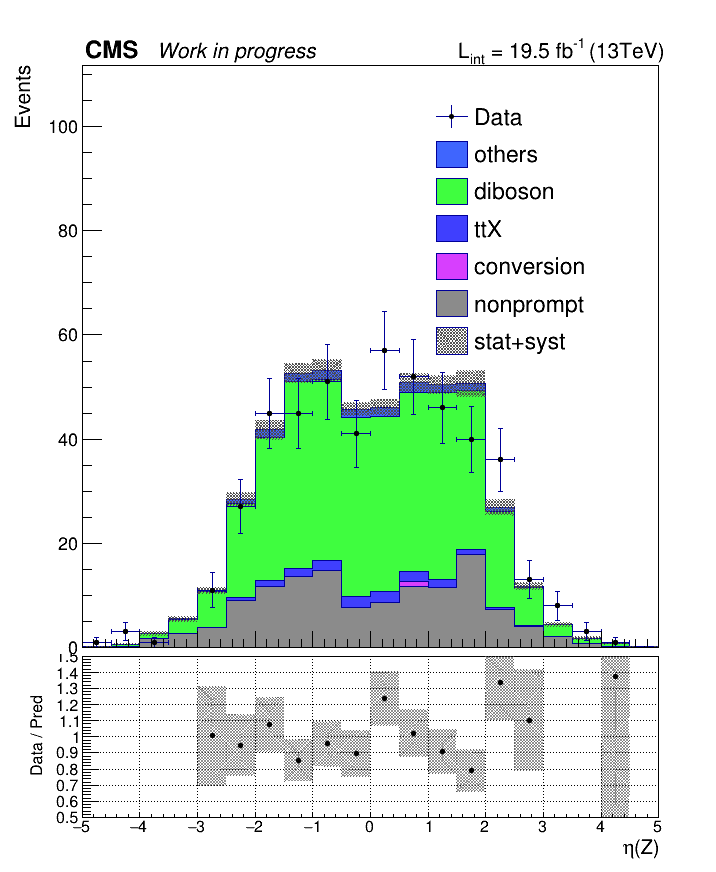 CMS Work in progress L_int = 19.5 fb⁻¹ (13TeV)
Events
100
80
60
40
20
0
Data
others
diboson
ttX
conversion
nonprompt
stat+syst
Data / Pred
1.5
1.4
1.3
1.2
1.1
1
0.9
0.8
0.7
0.6
0.5
−5 −4 −3 −2 −1 0 1 2 3 4 5
η(Z)